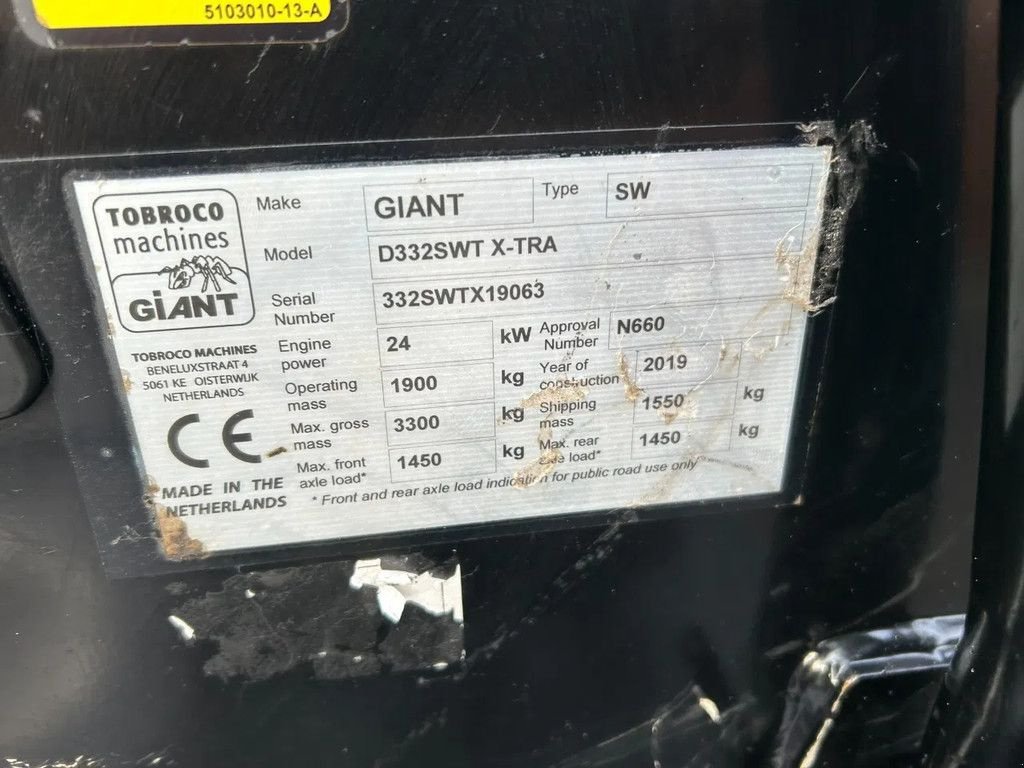 5103010-13-A
TOBROCO
machines
GiANT
TOBROCO MACHINES
BENELUXSTRAAT 4
5061 KE OISTERWIJK
NETHERLANDS
CE
MADE IN THE
NETHERLANDS
Make GIANT Type SW
Model D332SWT X-TRA
Serial
Number 332SWTX19063
Engine
power 24 kW Approval
Number N660
Operating
mass 1900 kg Year of
construction 2019
Max. gross
mass 3300 kg Shipping
mass 1550 kg
Max. front
axle load* 1450 kg Max. rear
axle load* 1450 kg
* Front and rear axle load indication for public road use only